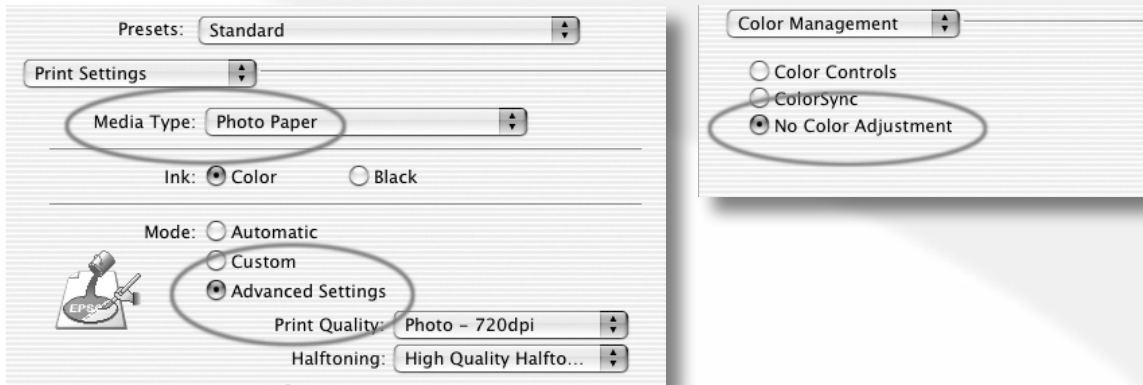 Presets: Standard
Print Settings
Media Type: Photo Paper
Ink: Color Black
Mode: Automatic
Custom
Advanced Settings
Print Quality: Photo – 720dpi
Halftoning: High Quality Halfto...
EPSO
Color Management
Color Controls
ColorSync
No Color Adjustment